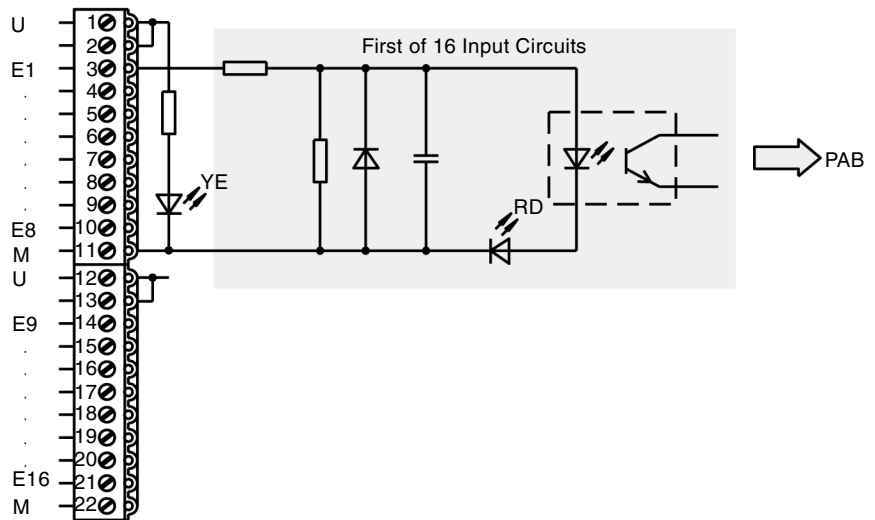 First of 16 Input Circuits
U 1
2
E1 3
. 4
. 5
. 6
. 7
. 8
. 9
E8 10
M 11
U 12
13
E9 14
. 15
. 16
. 17
. 18
. 19
. 20
E16 21
M 22
YE
RD
PAB